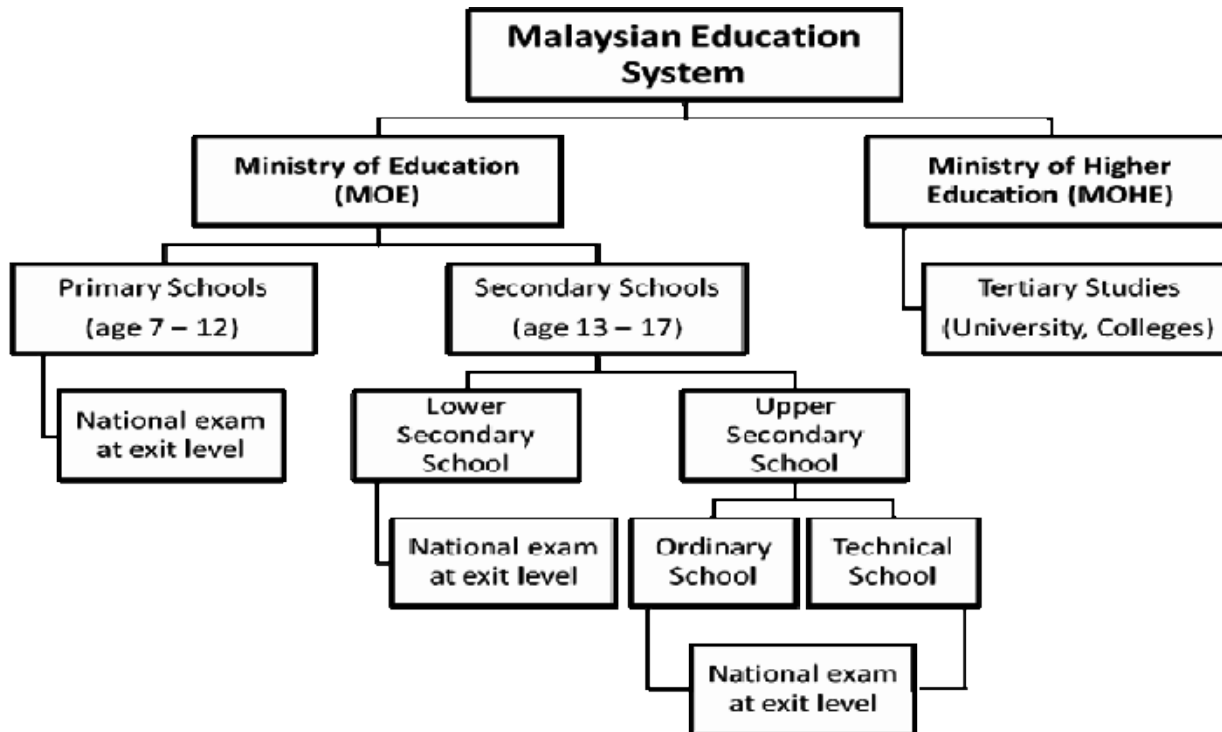 Malaysian Education
System
Ministry of Education
(MOE)
Ministry of Higher
Education (MOHE)
Primary Schools
(age 7 – 12)
Secondary Schools
(age 13 – 17)
Tertiary Studies
(University, Colleges)
National exam
at exit level
Lower
Secondary
School
Upper
Secondary
School
National exam
at exit level
Ordinary
School
Technical
School
National exam
at exit level